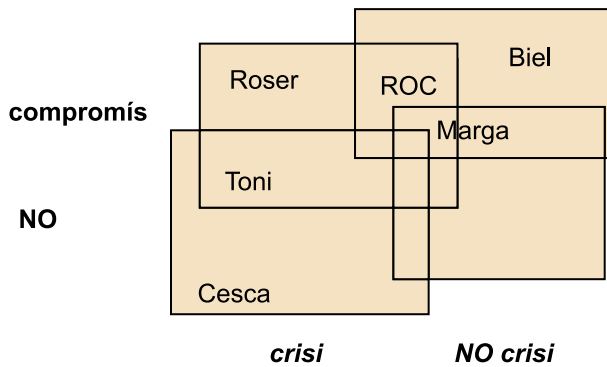 Biel
Roser
ROC
compromís
Marga
Toni
NO
Cesca
crisi
NO crisi